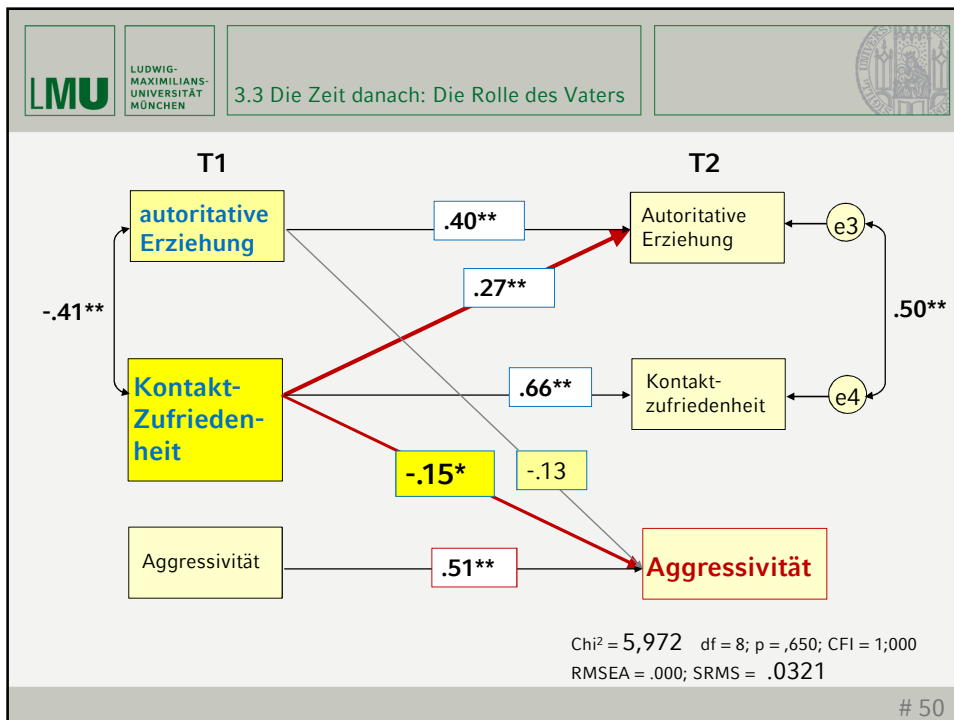 LMU
LUDWIG-
MAXIMILIANS-
UNIVERSITÄT
MÜNCHEN
3.3 Die Zeit danach: Die Rolle des Vaters
T1
T2
autoritative
Erziehung
.40**
Autoritative
Erziehung
e3
.27**
-.41**
.50**
Kontakt-
Zufrieden-
heit
.66**
Kontakt-
zufriedenheit
e4
-.15*
-.13
Aggressivität
.51**
Aggressivität
Chi² = 5,972 df = 8; p = ,650; CFI = 1;000
RMSEA = .000; SRMS = .0321
# 50